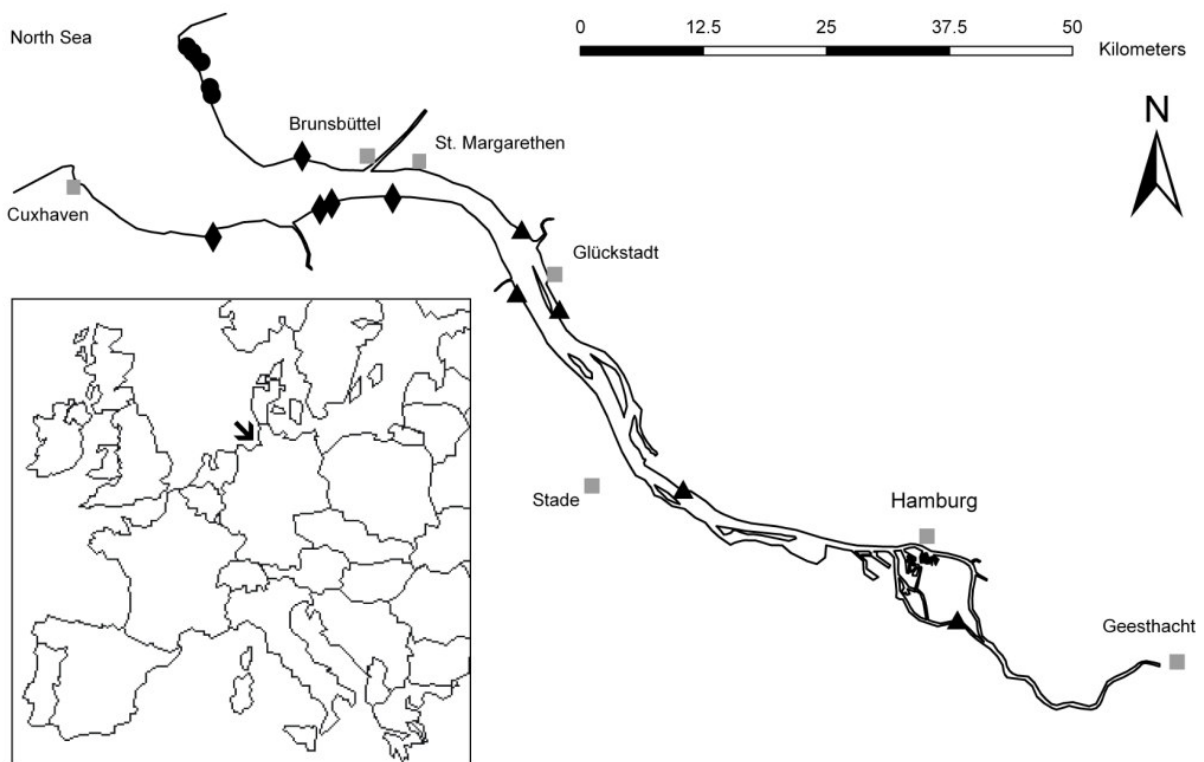 0 12.5 25 37.5 50
North Sea
Kilometers
N
Brunsbüttel
St. Margarethen
Cuxhaven
Glückstadt
Stade
Hamburg
Geesthacht